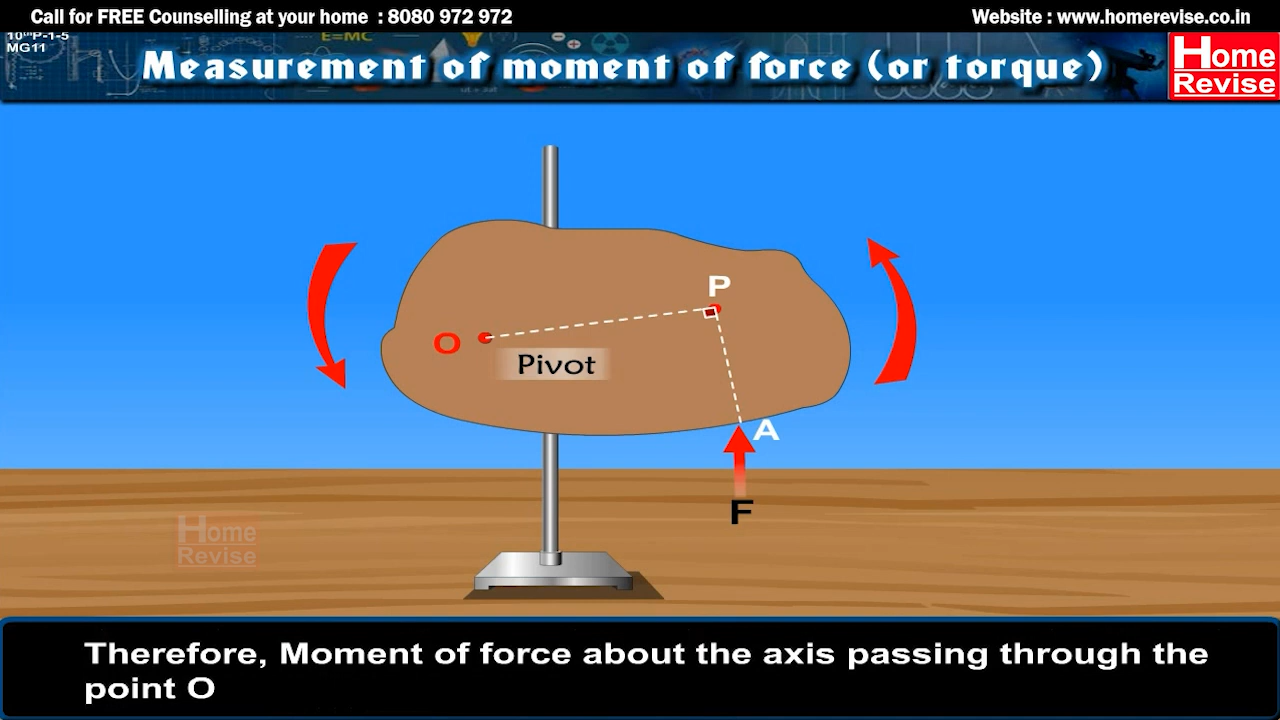 Call for FREE Counselling at your home : 8080 972 972
Website : www.homerevise.co.in
10ᵗʰP-1-5
MG11
E=MC
Measurement of moment of force (or torque)
Home
Revise
P
O
Pivot
A
F
Home
Revise
Therefore, Moment of force about the axis passing through the
point O